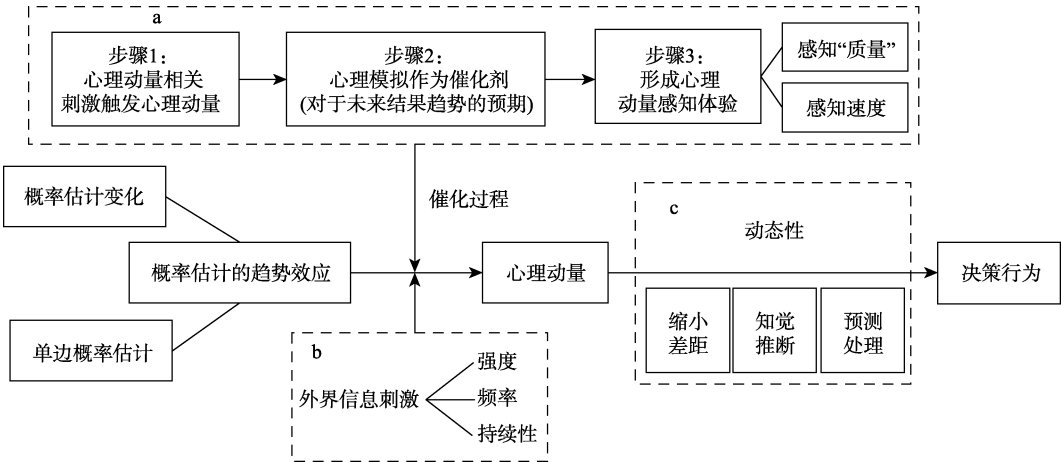 a
步骤1:
心理动量相关
刺激触发心理动量
步骤2:
心理模拟作为催化剂
(对于未来结果趋势的预期)
步骤3:
形成心理
动量感知体验
感知“质量”
感知速度
催化过程
概率估计变化
概率估计的趋势效应
单边概率估计
心理动量
c
动态性
缩小
差距
知觉
推断
预测
处理
决策行为
b
外界信息刺激
强度
频率
持续性